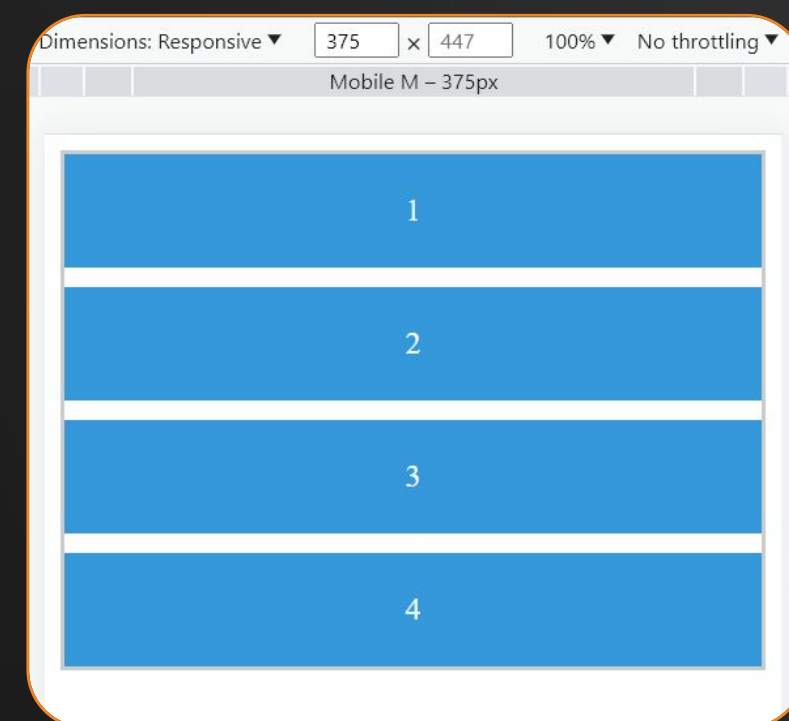 Dimensions: Responsive ▼ 375 × 447 100% ▼ No throttling ▼
Mobile M – 375px
1
2
3
4